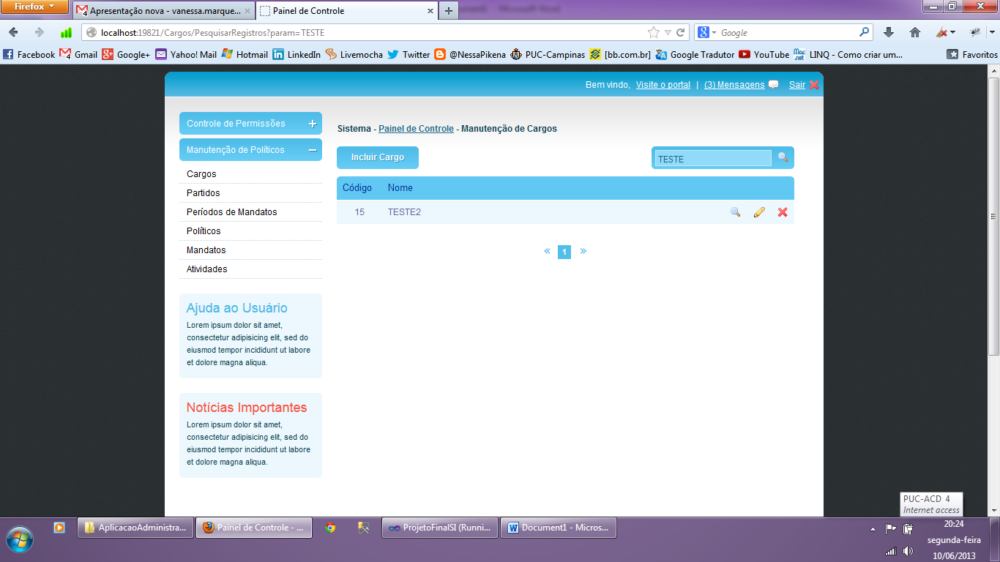 Firefox
Apresentação nova - vanessa.marque...
Painel de Controle
localhost:19821/Cargos/PesquisarRegistros?param=TESTE
Google
Facebook Gmail Google+ Yahoo! Mail Hotmail LinkedIn Livemocha Twitter @NessaPikena PUC-Campinas [bb.com.br] Google Tradutor YouTube LINQ - Como criar um... Favoritos
Bem vindo, Visite o portal | (3) Mensagens Sair
Controle de Permissões
Manutenção de Políticos
Cargos
Partidos
Períodos de Mandatos
Políticos
Mandatos
Atividades
Ajuda ao Usuário
Lorem ipsum dolor sit amet,
consectetur adipisicing elit, sed do
eiusmod tempor incididunt ut labore
et dolore magna aliqua.
Notícias Importantes
Lorem ipsum dolor sit amet,
consectetur adipisicing elit, sed do
eiusmod tempor incididunt ut labore
et dolore magna aliqua.
Sistema - Painel de Controle - Manutenção de Cargos
Incluir Cargo
TESTE
Código Nome
15 TESTE2
« 1 »
PUC-ACD 4
Internet access
AplicacaoAdministra...
Painel de Controle - ...
ProjetoFinalSI (Runni...
Document1 - Micros...
20:24
segunda-feira
10/06/2013